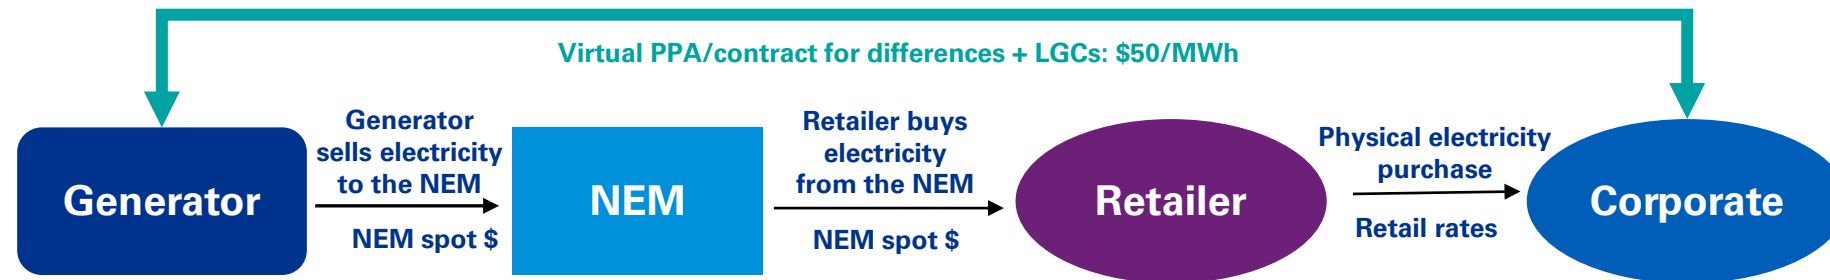 Virtual PPA/contract for differences + LGCs: $50/MWh
Generator
Generator
sells electricity
to the NEM
NEM spot $
NEM
Retailer buys
electricity
from the NEM
NEM spot $
Retailer
Physical electricity
purchase
Retail rates
Corporate